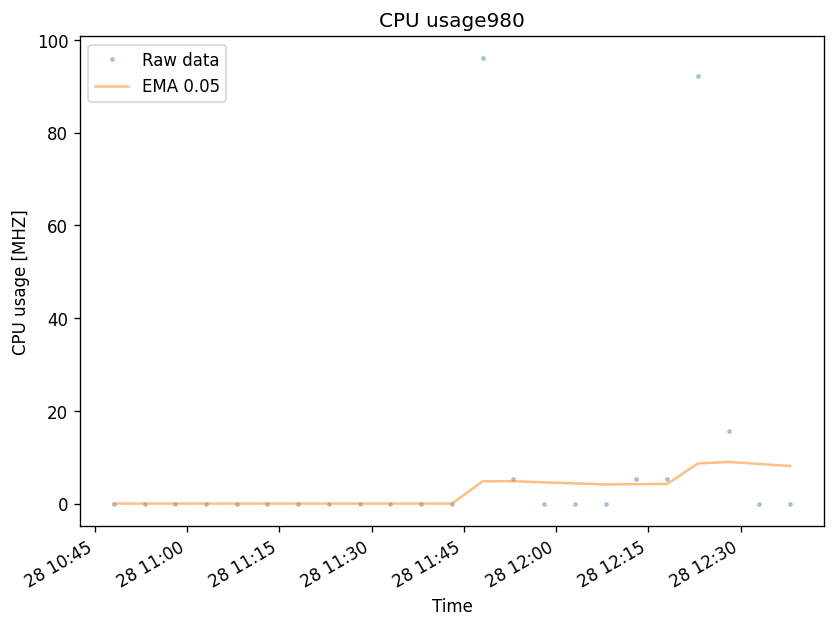 CPU usage980
Raw data
EMA 0.05
CPU usage [MHZ]
100
80
60
40
20
0
28 10:45
28 11:00
28 11:15
28 11:30
28 11:45
28 12:00
28 12:15
28 12:30
Time